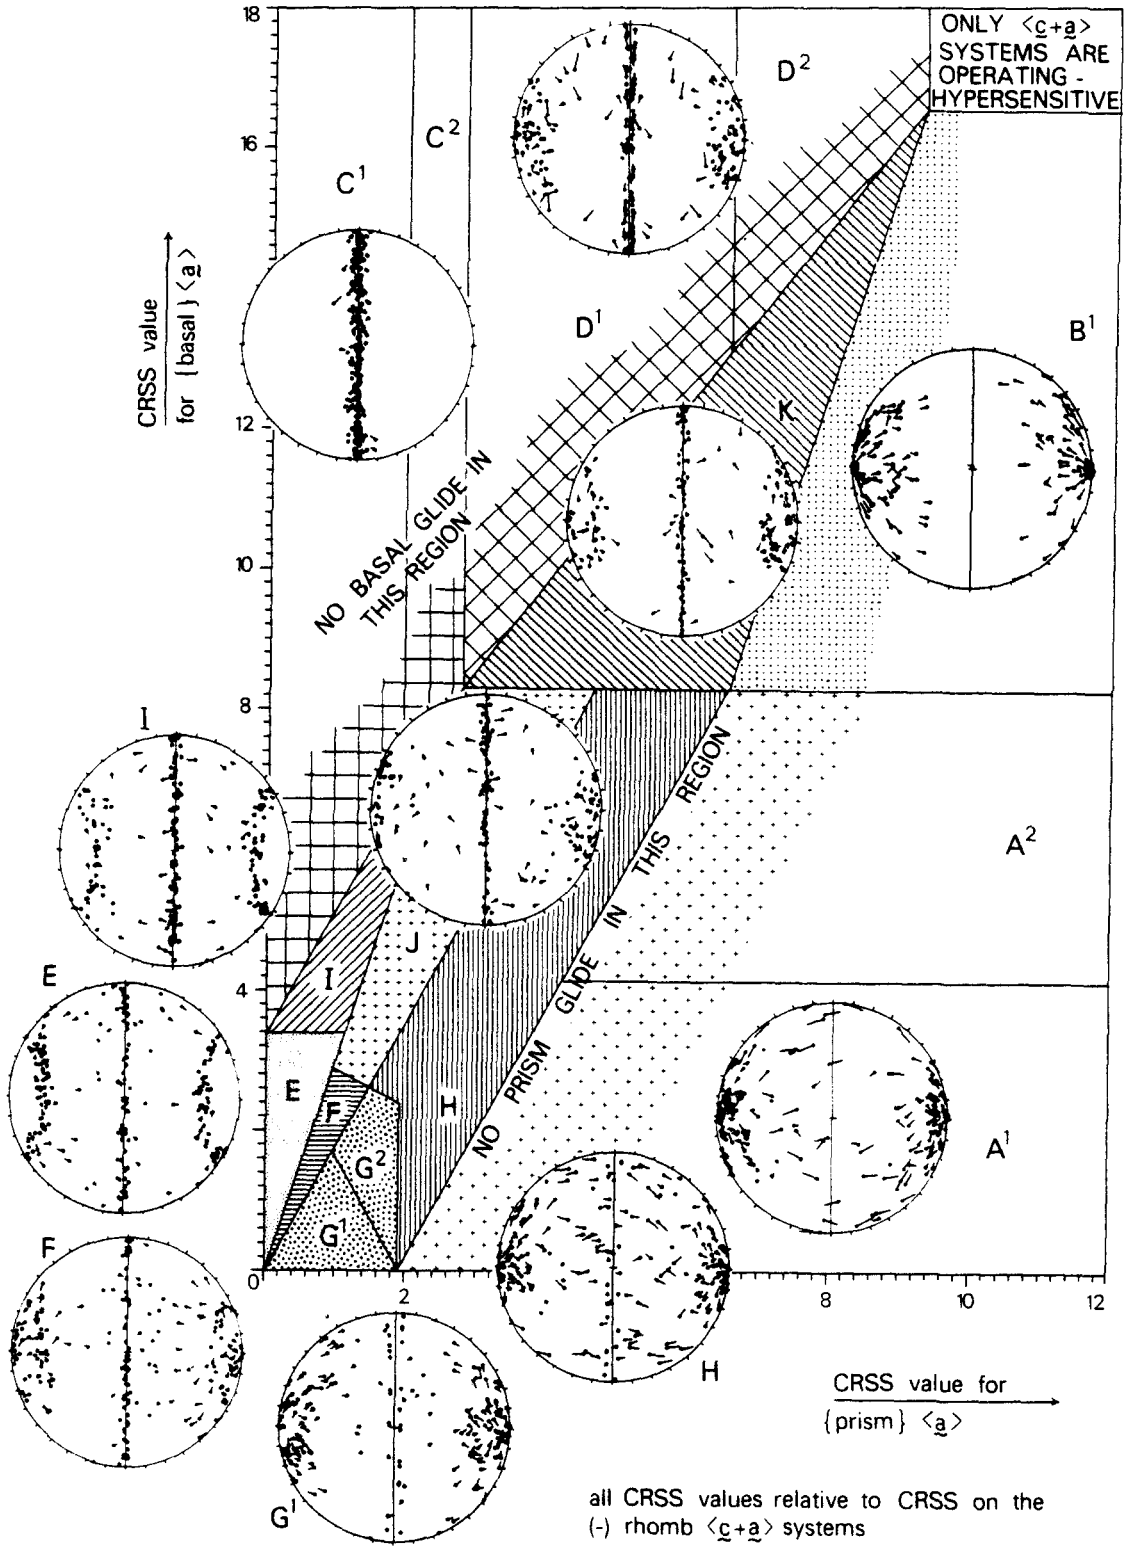 18
ONLY <c+a>
SYSTEMS ARE
OPERATING -
HYPERSENSITIVE
D²
C²
16
C¹
CRSS value
for {basal} <a>
D¹
B¹
K
12
NO BASAL GLIDE IN
THIS REGION
10
8
I
A²
J
I
E
4
NO PRISM GLIDE IN THIS REGION
E
F
H
G²
A¹
G¹
F
0
2
8
10
12
H
CRSS value for
{prism} <a>
G¹
all CRSS values relative to CRSS on the
(-) rhomb <c+a> systems